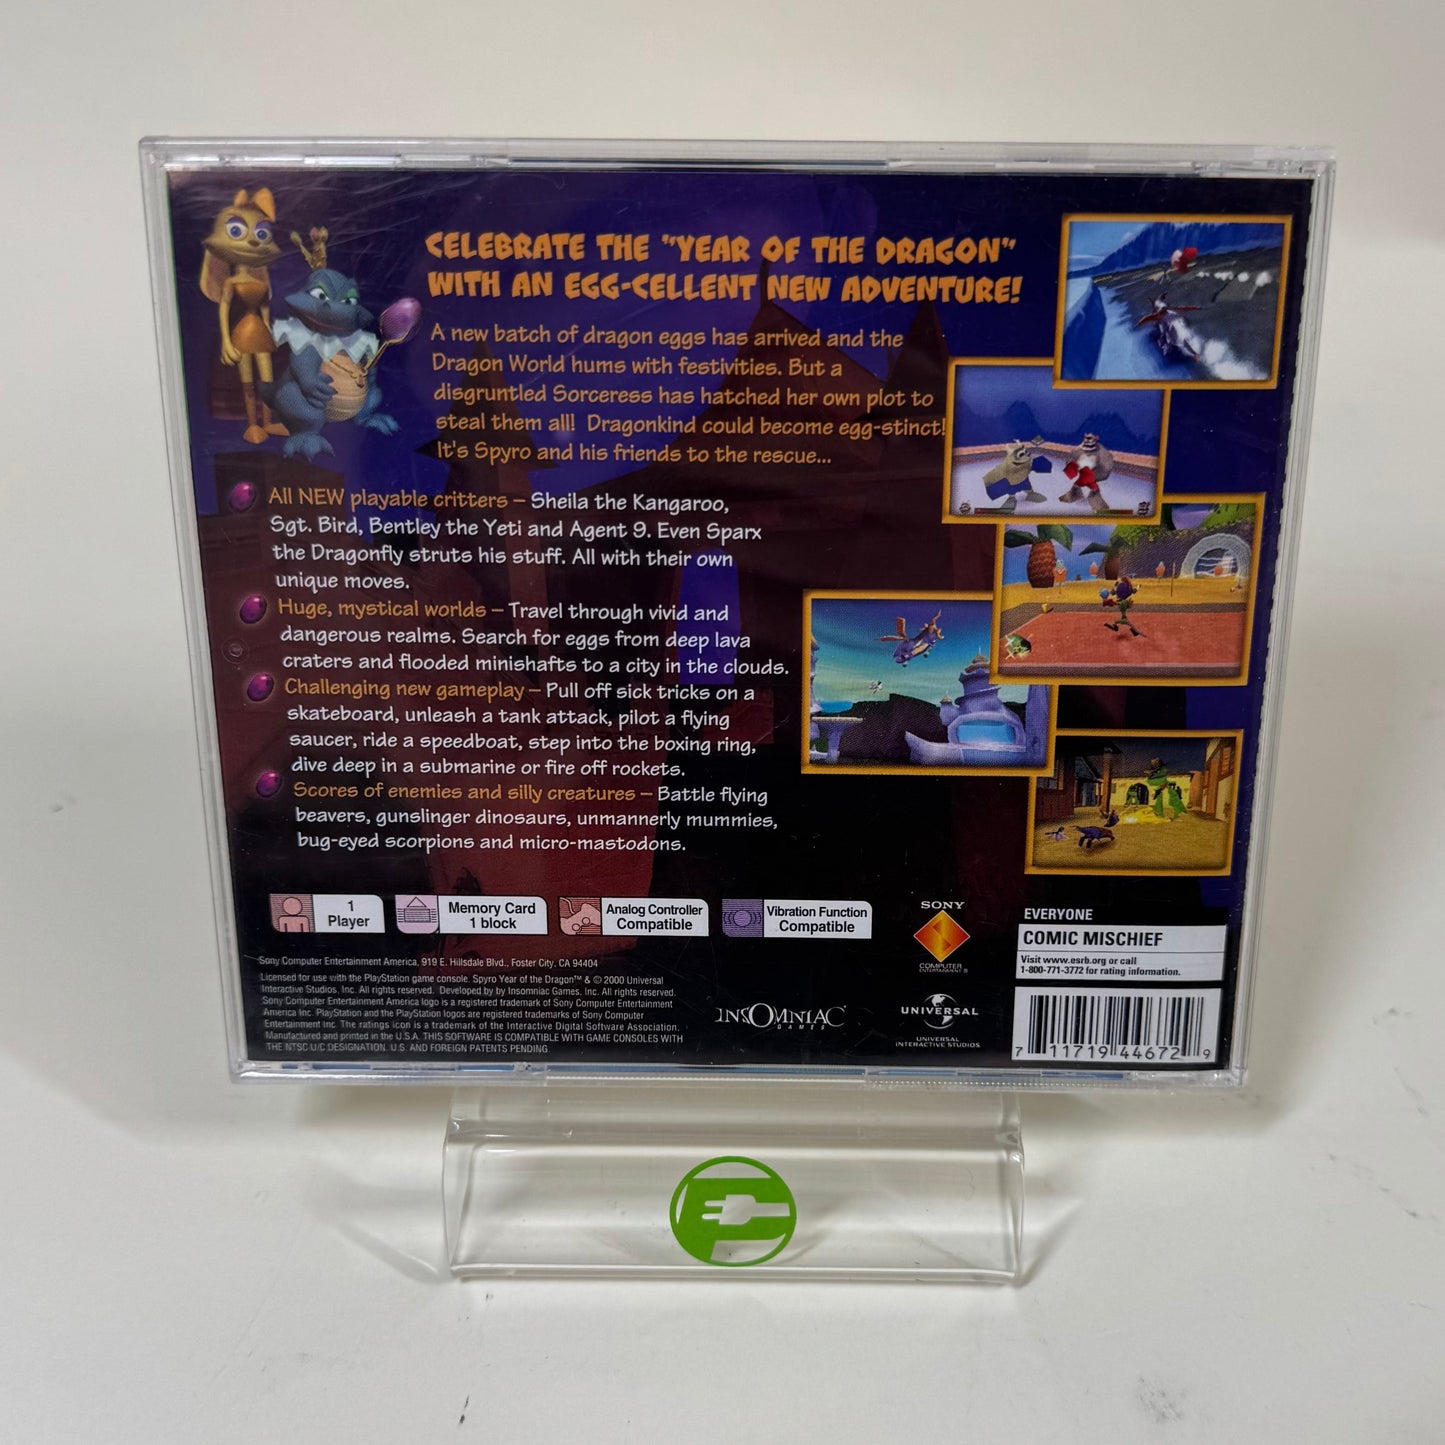 CELEBRATE THE "YEAR OF THE DRAGON"
WITH AN EGG-CELLENT NEW ADVENTURE!
A new batch of dragon eggs has arrived and the
Dragon World hums with festivities. But a
disgruntled Sorceress has hatched her own plot to
steal them all! Dragonkind could become egg-stinct!
It's Spyro and his friends to the rescue...
All NEW playable critters – Sheila the Kangaroo,
Sgt. Bird, Bentley the Yeti and Agent 9. Even Sparx
the Dragonfly struts his stuff. All with their own
unique moves.
Huge, mystical worlds – Travel through vivid and
dangerous realms. Search for eggs from deep lava
craters and flooded minishafts to a city in the clouds.
Challenging new gameplay – Pull off sick tricks on a
skateboard, unleash a tank attack, pilot a flying
saucer, ride a speedboat, step into the boxing ring,
dive deep in a submarine or fire off rockets.
Scores of enemies and silly creatures – Battle flying
beavers, gunslinger dinosaurs, unmannerly mummies,
bug-eyed scorpions and micro-mastodons.
1
Player
Memory Card
1 block
Analog Controller
Compatible
Vibration Function
Compatible
SONY
COMPUTER
ENTERTAINMENT®
EVERYONE
COMIC MISCHIEF
Visit www.esrb.org or call
1-800-771-3772 for rating information.
Sony Computer Entertainment America, 919 E. Hillsdale Blvd., Foster City, CA 94404
Licensed for use with the PlayStation game console. Spyro Year of the Dragon™ & © 2000 Universal
Interactive Studios, Inc. All rights reserved. Developed by by Insomniac Games, Inc. All rights reserved.
Sony Computer Entertainment America logo is a registered trademark of Sony Computer Entertainment
America Inc. PlayStation and the PlayStation logos are registered trademarks of Sony Computer
Entertainment Inc. The ratings icon is a trademark of the Interactive Digital Software Association.
Manufactured and printed in the U.S.A. THIS SOFTWARE IS COMPATIBLE WITH GAME CONSOLES WITH
THE NTSC U/C DESIGNATION. U.S. AND FOREIGN PATENTS PENDING.
INSOMNIAC
GAMES
UNIVERSAL
UNIVERSAL
INTERACTIVE STUDIOS
7 11719 44672 9